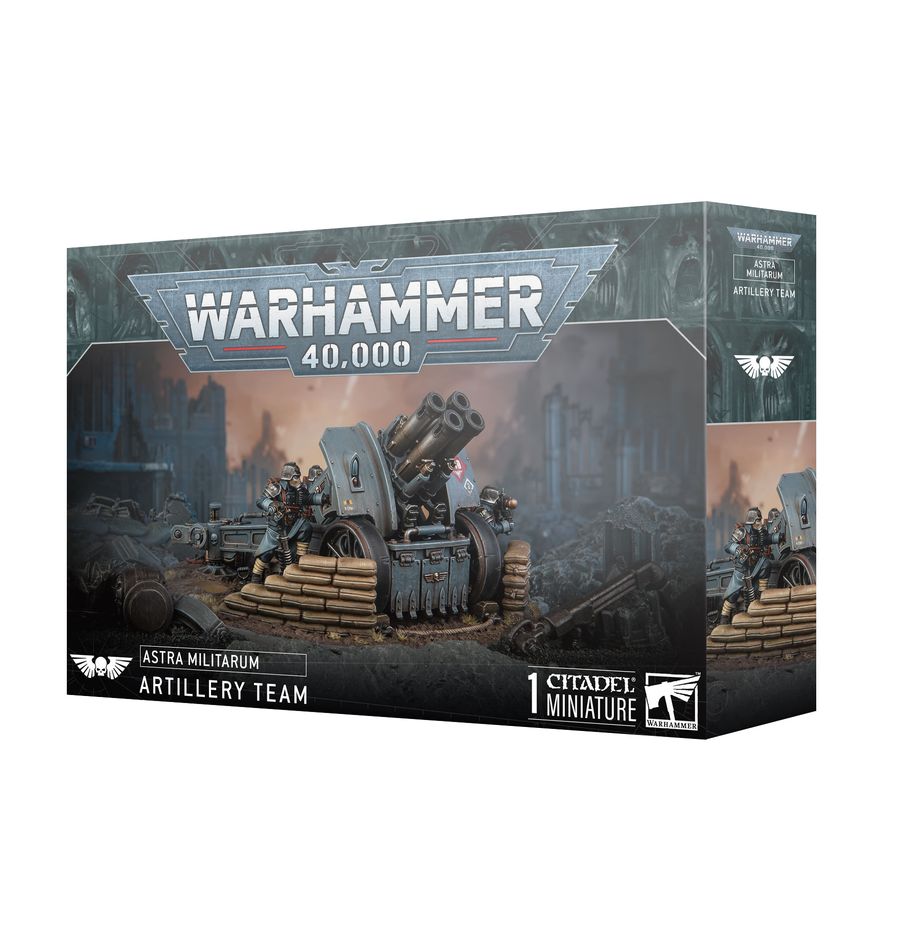 WARHAMMER
40,000
ASTRA MILITARUM
ARTILLERY TEAM
1 CITADEL®
MINIATURE
WARHAMMER
WARHAMMER
40,000
ASTRA
MILITARUM
ARTILLERY TEAM